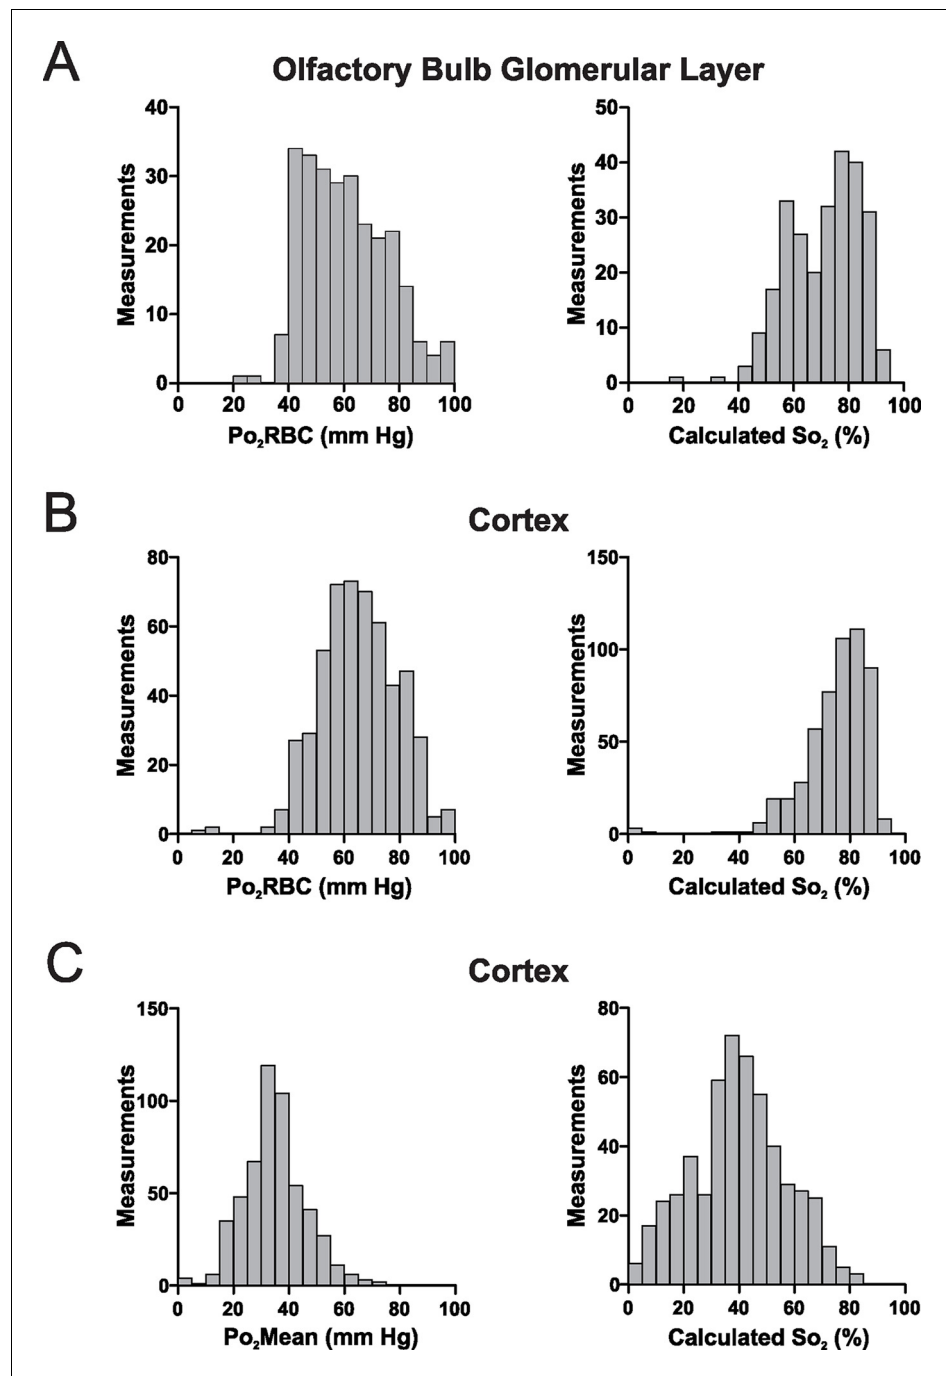 A
Olfactory Bulb Glomerular Layer
40
30
20
10
0
Measurements
0 20 40 60 80 100
Po₂RBC (mm Hg)
50
40
30
20
10
0
Measurements
0 20 40 60 80 100
Calculated So₂ (%)
B
Cortex
80
60
40
20
0
Measurements
0 20 40 60 80 100
Po₂RBC (mm Hg)
150
100
50
0
Measurements
0 20 40 60 80 100
Calculated So₂ (%)
C
Cortex
150
100
50
0
Measurements
0 20 40 60 80 100
Po₂Mean (mm Hg)
80
60
40
20
0
Measurements
0 20 40 60 80 100
Calculated So₂ (%)